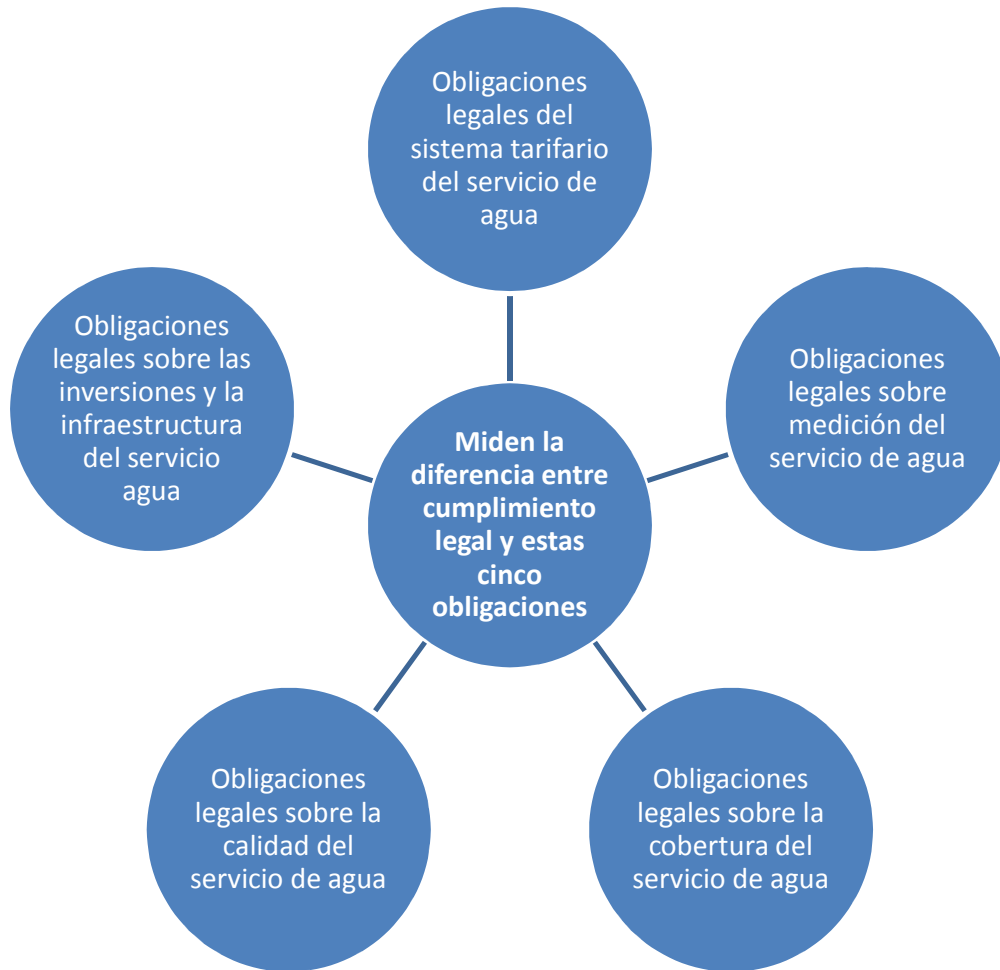 Obligaciones
legales del
sistema tarifario
del servicio de
agua
Obligaciones
legales sobre las
inversiones y la
infraestructura
del servicio
agua
Obligaciones
legales sobre
medición del
servicio de agua
Miden la
diferencia entre
cumplimiento
legal y estas
cinco
obligaciones
Obligaciones
legales sobre la
calidad del
servicio de agua
Obligaciones
legales sobre la
cobertura del
servicio de agua